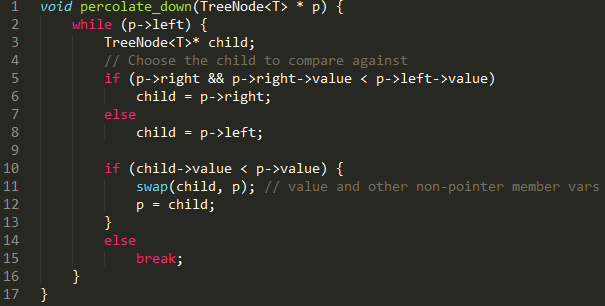 1 void percolate_down(TreeNode<T> * p) {
2     while (p->left) {
3         TreeNode<T>* child;
4         // Choose the child to compare against
5         if (p->right && p->right->value < p->left->value)
6             child = p->right;
7         else
8             child = p->left;
9
10         if (child->value < p->value) {
11             swap(child, p); // value and other non-pointer member vars
12             p = child;
13         }
14         else
15             break;
16     }
17 }